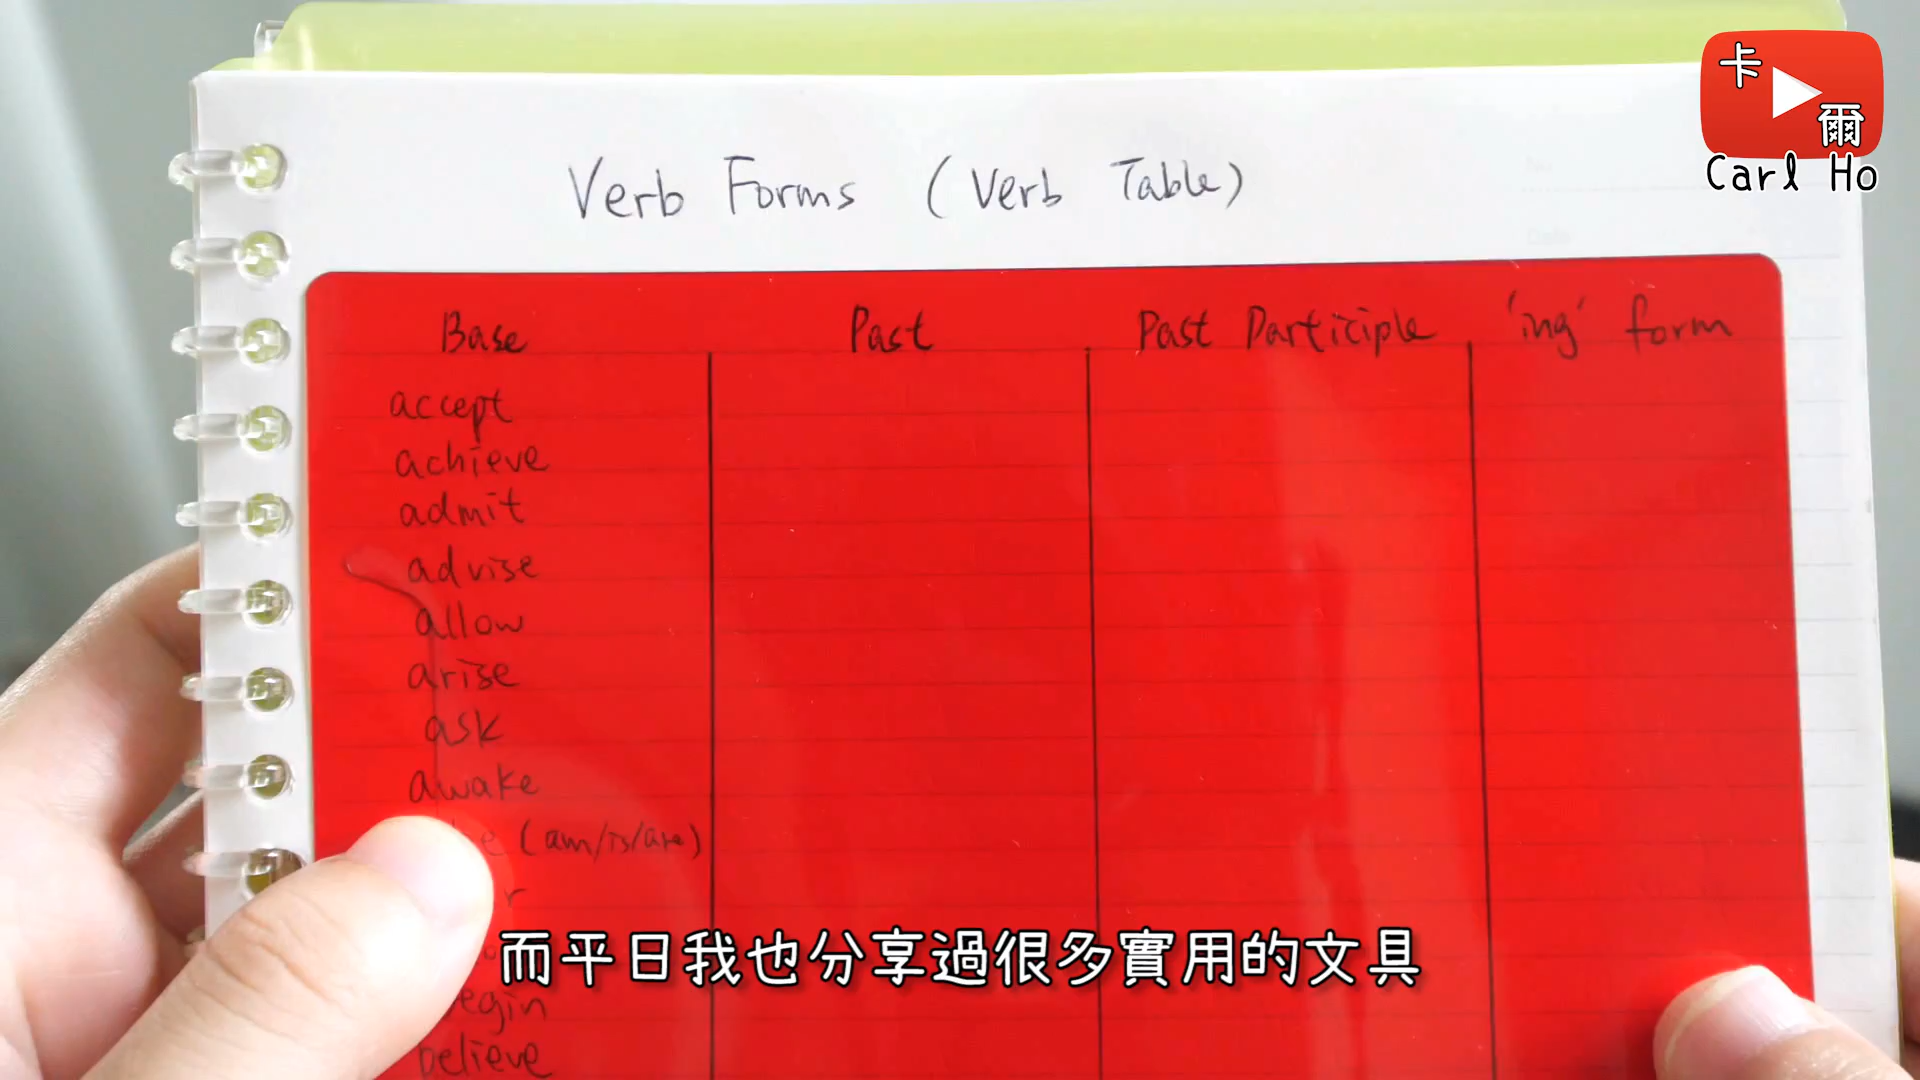 卡
爾
Carl Ho
Verb Forms (Verb Table)
Base Past Past Participle 'ing' form
accept
achieve
admit
advise
allow
arise
ask
awake
(am/is/are)
begin
believe
而平日我也分享過很多實用的文具